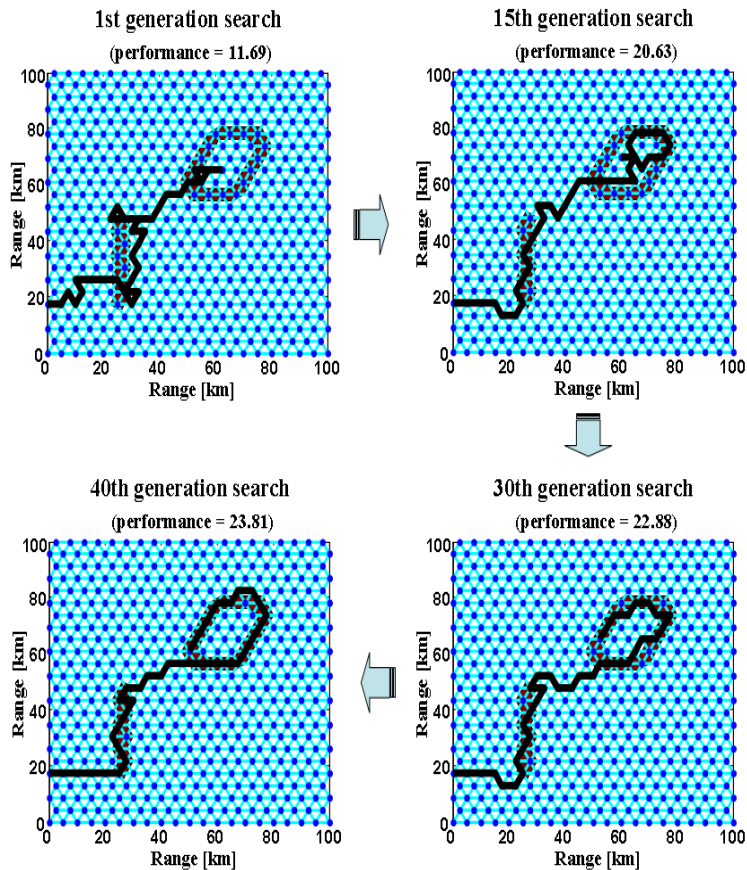 1st generation search
(performance = 11.69)
100
80
60
40
20
0
Range [km]
0 20 40 60 80 100
Range [km]
15th generation search
(performance = 20.63)
100
80
60
40
20
0
Range [km]
0 20 40 60 80 100
Range [km]
40th generation search
(performance = 23.81)
100
80
60
40
20
0
Range [km]
0 20 40 60 80 100
Range [km]
30th generation search
(performance = 22.88)
100
80
60
40
20
0
Range [km]
0 20 40 60 80 100
Range [km]